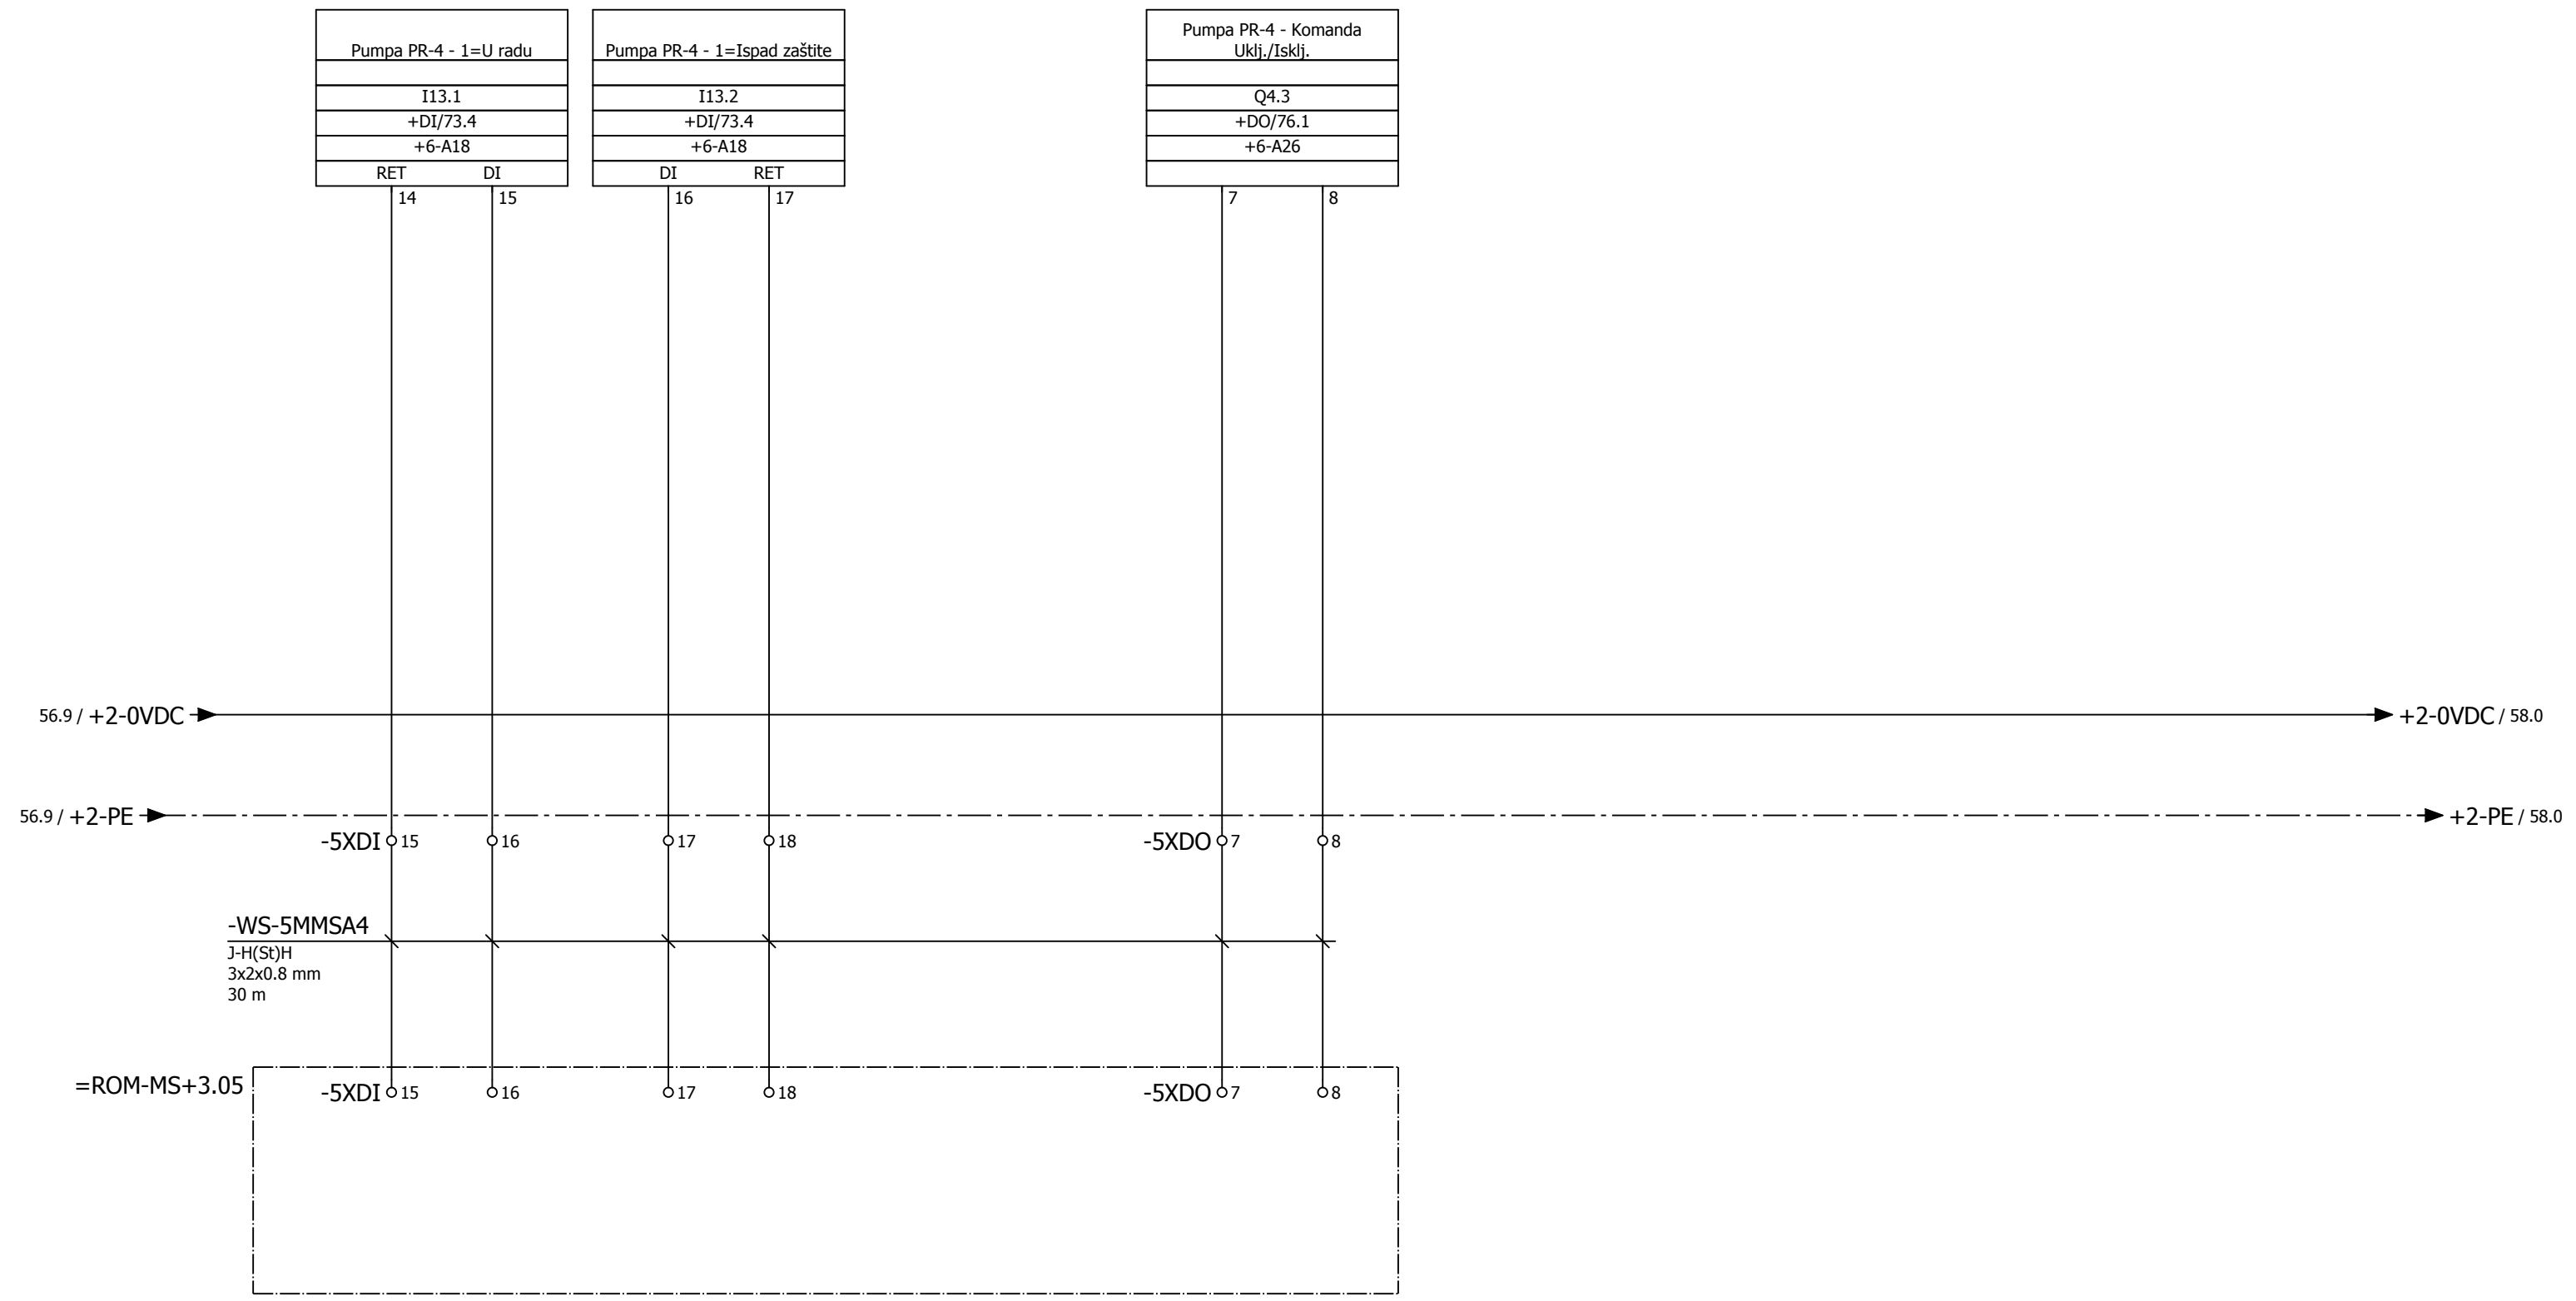 Pumpa PR-4 - 1=U radu
I13.1
+DI/73.4
+6-A18
RET DI
14 15
Pumpa PR-4 - 1=Ispad zaštite
I13.2
+DI/73.4
+6-A18
DI RET
16 17
Pumpa PR-4 - Komanda
Uklj./Isklj.
Q4.3
+DO/76.1
+6-A26
7 8
56.9 / +2-0VDC
+2-0VDC / 58.0
56.9 / +2-PE
+2-PE / 58.0
-5XDI 15 16 17 18 -5XDO 7 8
-WS-5MMSA4
J-H(St)H
3x2x0.8 mm
30 m
=ROM-MS+3.05
-5XDI 15 16 17 18 -5XDO 7 8